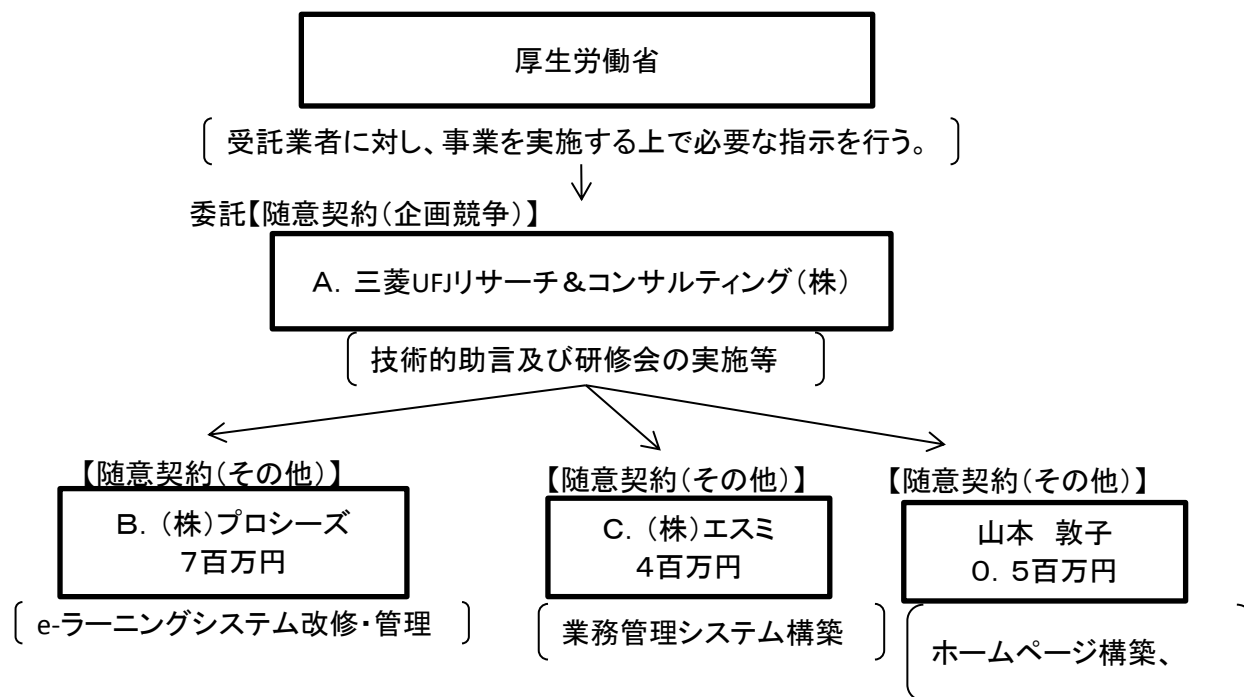 厚生労働省
受託業者に対し、事業を実施する上で必要な指示を行う。
委託【随意契約（企画競争）】
Ａ．三菱UFJリサーチ＆コンサルティング（株）
技術的助言及び研修会の実施等
【随意契約（その他）】
Ｂ．（株）プロシーズ
７百万円
e-ラーニングシステム改修・管理
【随意契約（その他）】
Ｃ．（株）エスミ
４百万円
業務管理システム構築
【随意契約（その他）】
山本　敦子
０．５百万円
ホームページ構築、